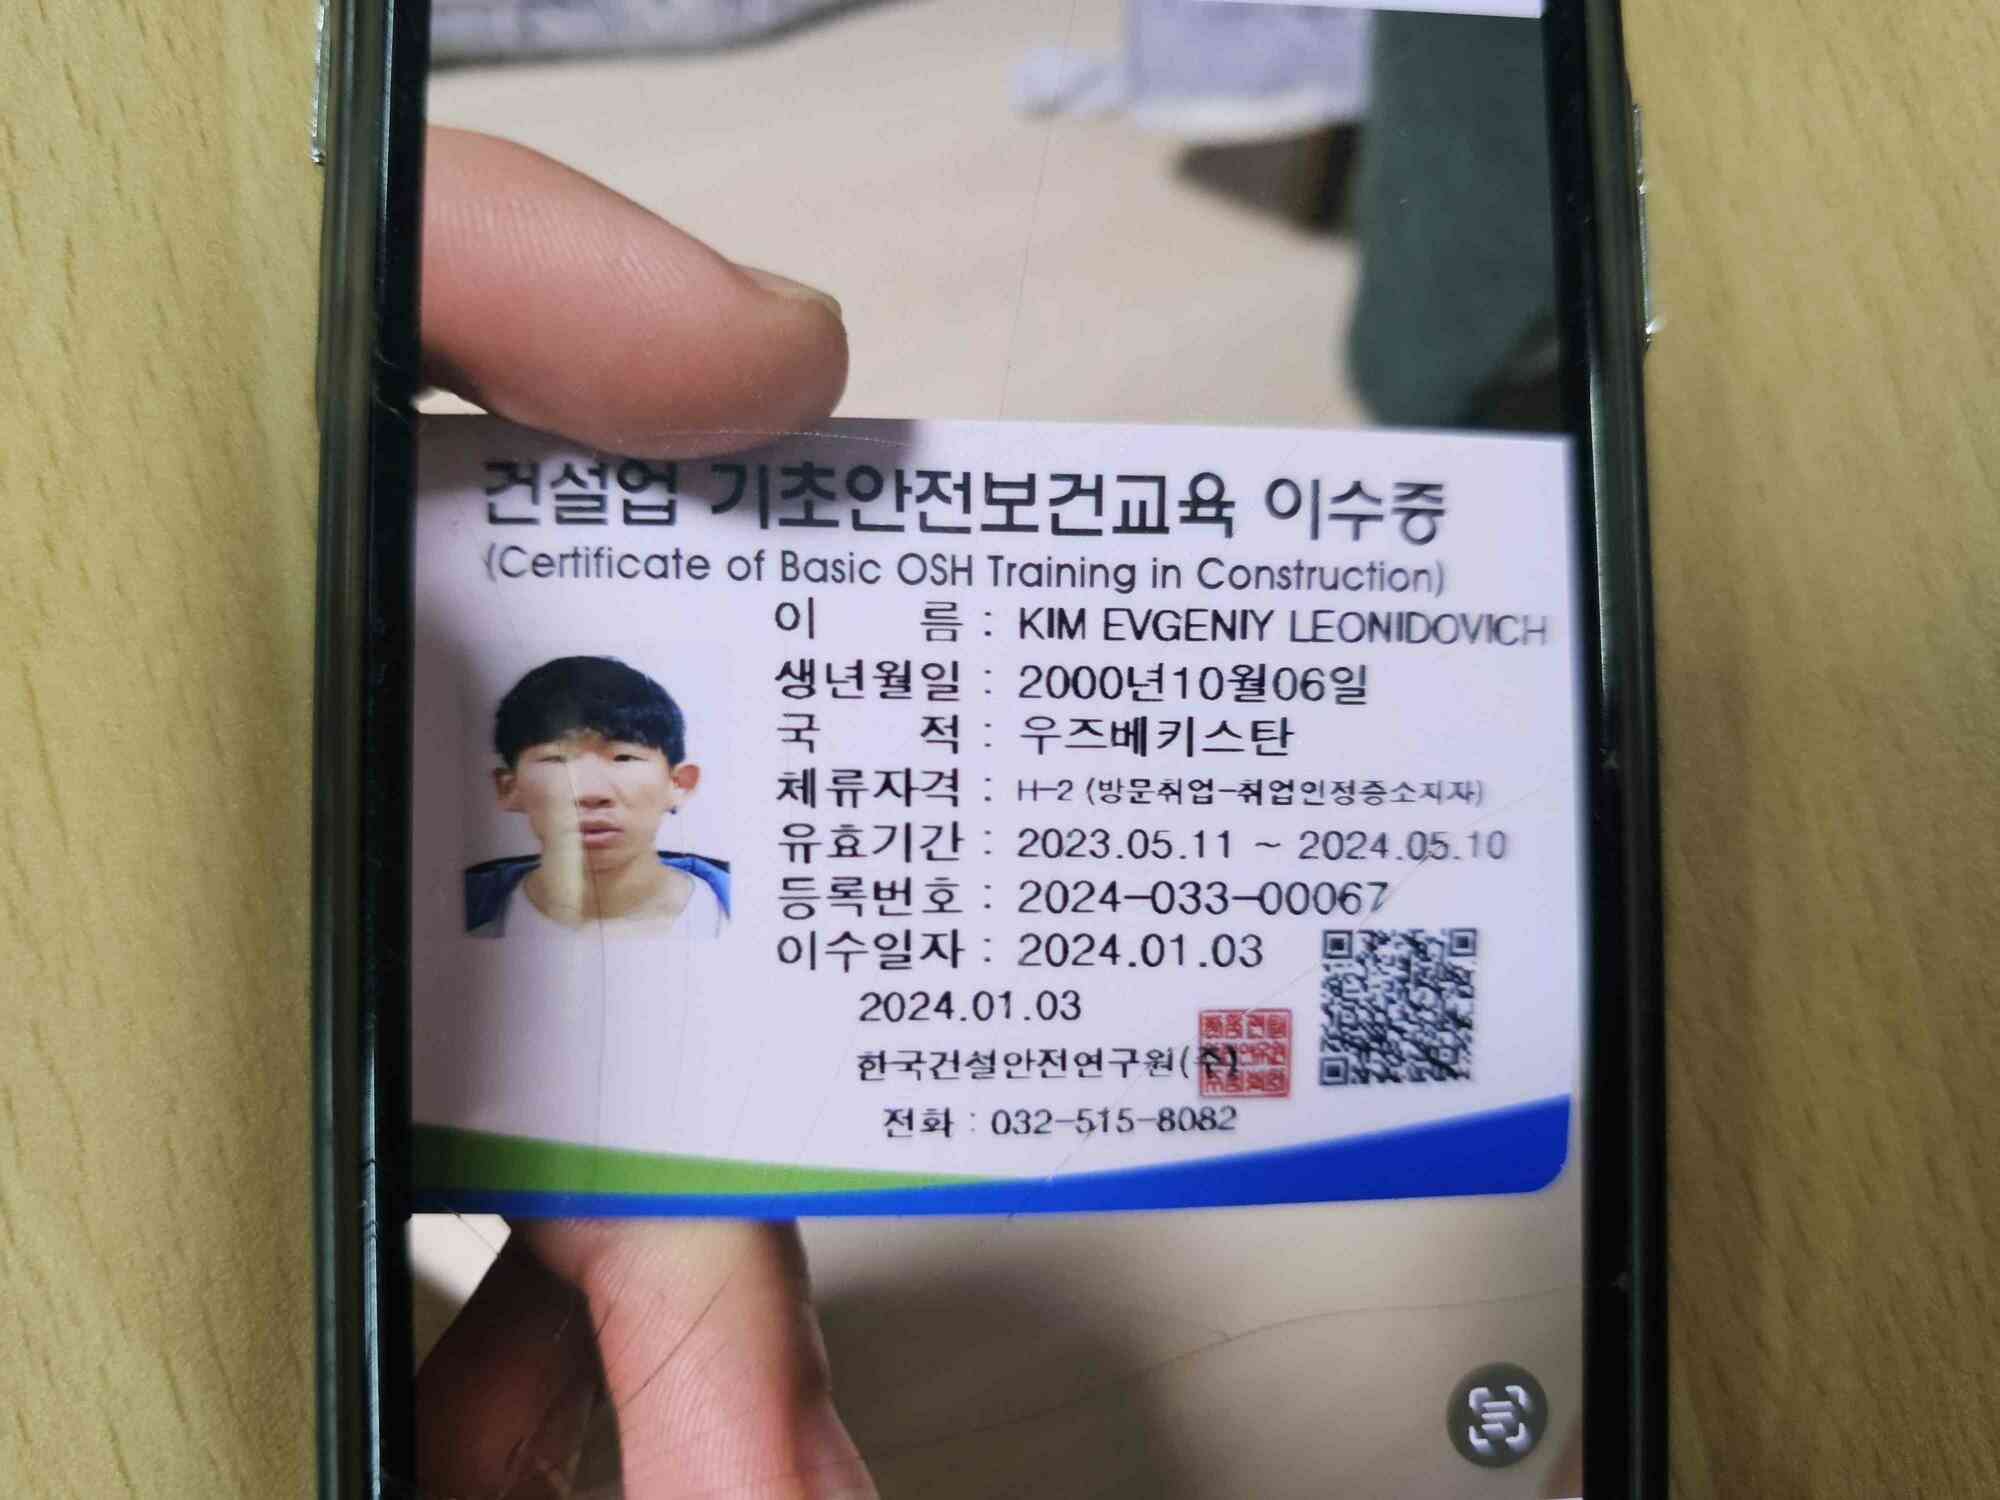 건설업 기초안전보건교육 이수증
(Certificate of Basic OSH Training in Construction)
이 름 : KIM EVGENIY LEONIDOVICH
생년월일 : 2000년10월06일
국 적 : 우즈베키스탄
체류자격 : H-2 (방문취업-취업인정증소지자)
유효기간 : 2023.05.11 ~ 2024.05.10
등록번호 : 2024-033-00067
이수일자 : 2024.01.03
2024.01.03
한국건설안전연구원(주)
전화 : 032-515-8082